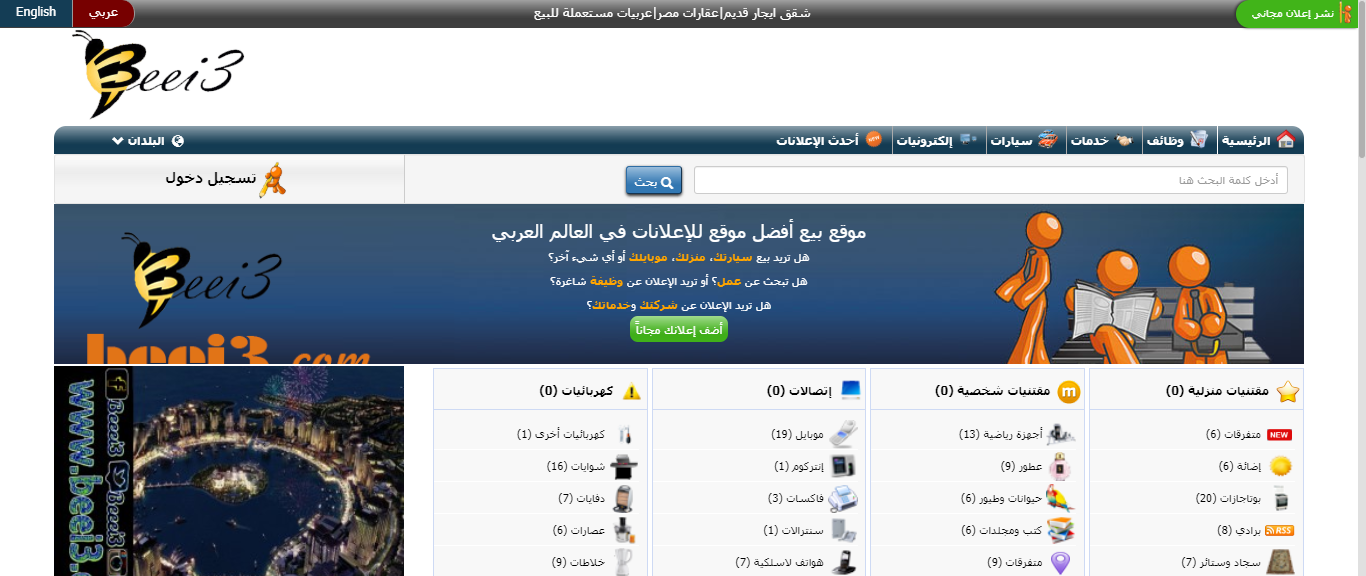 نشر إعلان مجاني
شقق ايجار قديم|عقارات مصر|عربيات مستعملة للبيع
عربي
English
Beei3
الرئيسية
وظائف
خدمات
سيارات
إلكترونيات
أحدث الإعلانات
البلدان
أدخل كلمة البحث هنا
بحث
تسجيل دخول
موقع بيع أفضل موقع للإعلانات في العالم العربي
هل تريد بيع سيارتك، منزلك، موبايلك أو أي شيء آخر؟
هل تبحث عن عمل؟ أو تريد الإعلان عن وظيفة شاغرة؟
هل تريد الإعلان عن شركتك وخدماتك؟
أضف إعلانك مجاناً
Beei3
beei3.com
مقتنيات منزلية (0)
NEW
متفرقات (6)
إضائة (6)
بوتاجازات (20)
RSS
برادي (8)
سجاد وستائر (7)
m
مقتنيات شخصية (0)
أجهزة رياضية (13)
عطور (9)
حيوانات وطيور (6)
كتب ومجلدات (6)
متفرقات (9)
إتصالات (0)
موبايل (19)
إنتركوم (1)
فاكسات (3)
سنترالات (1)
هواتف لاسلكية (7)
كهربائيات (0)
كهربائيات أخرى (1)
شوايات (16)
دفايات (7)
عصارات (6)
خلاطات (9)
www.beei3.
Beeei3
Beeei3